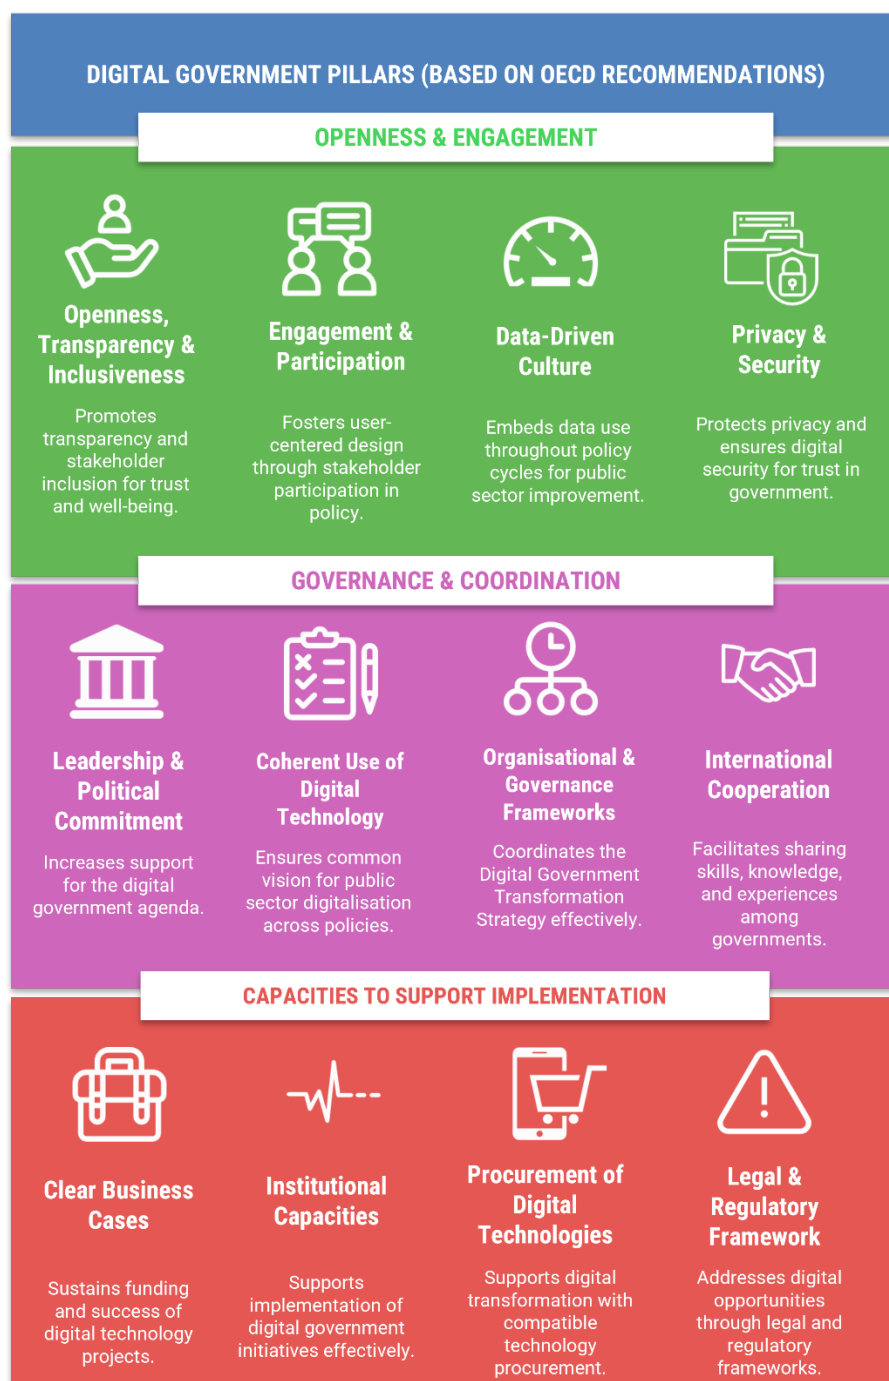 DIGITAL GOVERNMENT PILLARS (BASED ON OECD RECOMMENDATIONS)
OPENNESS & ENGAGEMENT
Openness,
Transparency &
Inclusiveness
Promotes
transparency and
stakeholder
inclusion for trust
and well-being.
Engagement &
Participation
Fosters user-
centered design
through stakeholder
participation in
policy.
Data-Driven
Culture
Embeds data use
throughout policy
cycles for public
sector improvement.
Privacy &
Security
Protects privacy and
ensures digital
security for trust in
government.
GOVERNANCE & COORDINATION
Leadership &
Political
Commitment
Increases support
for the digital
government agenda.
Coherent Use of
Digital
Technology
Ensures common
vision for public
sector digitalisation
across policies.
Organisational &
Governance
Frameworks
Coordinates the
Digital Government
Transformation
Strategy effectively.
International
Cooperation
Facilitates sharing
skills, knowledge,
and experiences
among
governments.
CAPACITIES TO SUPPORT IMPLEMENTATION
Clear Business
Cases
Sustains funding
and success of
digital technology
projects.
Institutional
Capacities
Supports
implementation of
digital government
initiatives effectively.
Procurement of
Digital
Technologies
Supports digital
transformation with
compatible
technology
procurement.
Legal &
Regulatory
Framework
Addresses digital
opportunities
through legal and
regulatory
frameworks.